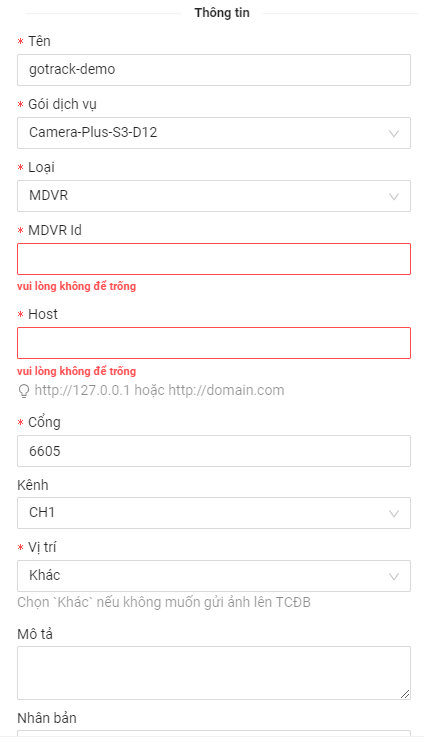 Thông tin
* Tên
gotrack-demo
* Gói dịch vụ
Camera-Plus-S3-D12
* Loại
MDVR
* MDVR Id
vui lòng không để trống
* Host
vui lòng không để trống
http://127.0.0.1 hoặc http://domain.com
* Cổng
6605
Kênh
CH1
* Vị trí
Khác
Chọn `Khác` nếu không muốn gửi ảnh lên TCĐB
Mô tả
Nhân bản